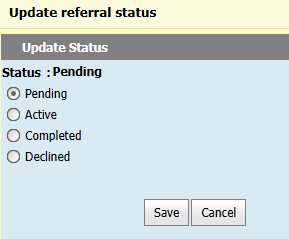 Update referral status
Update Status
Status : Pending
Pending
Active
Completed
Declined
Save Cancel